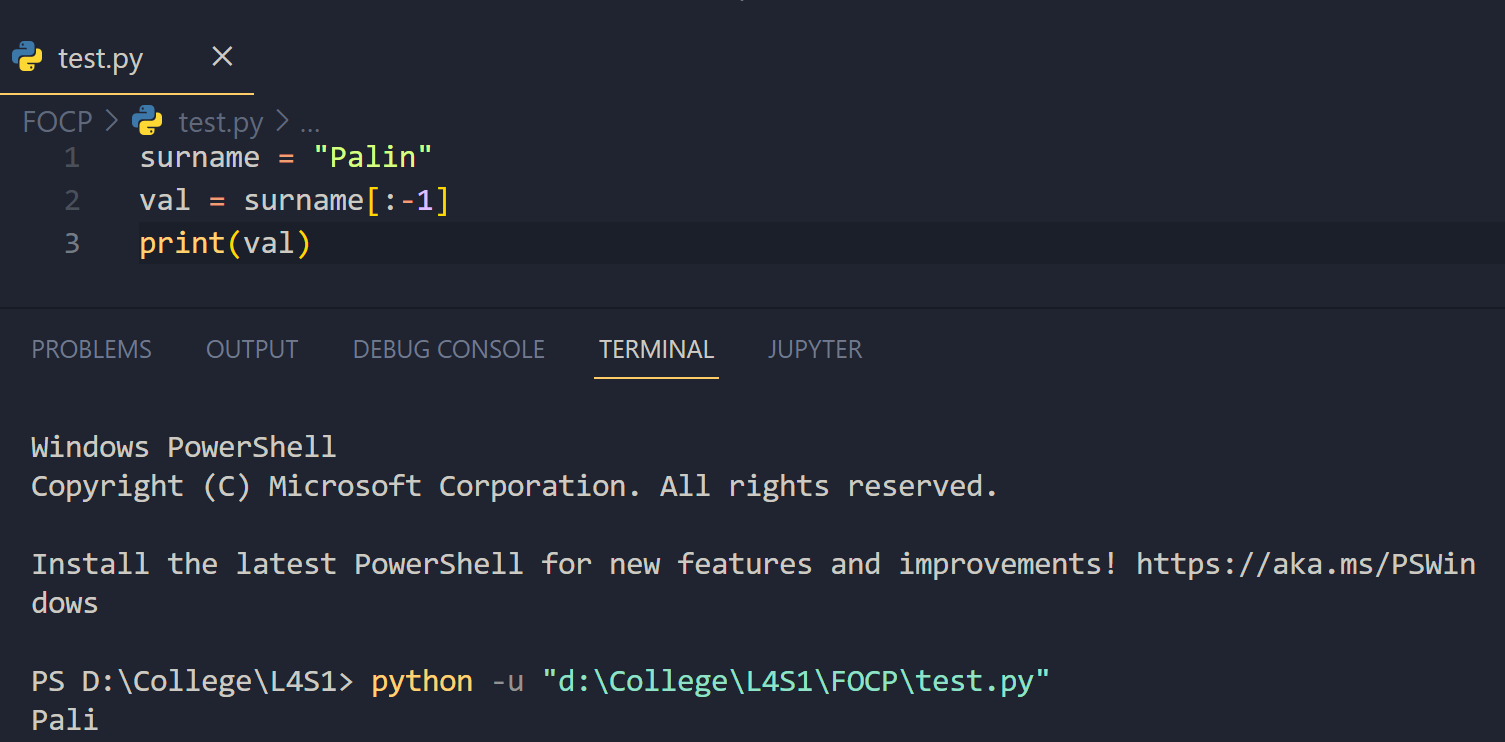 test.py
FOCP > test.py > ...
1 surname = "Palin"
2 val = surname[:-1]
3 print(val)
PROBLEMS OUTPUT DEBUG CONSOLE TERMINAL JUPYTER
Windows PowerShell
Copyright (C) Microsoft Corporation. All rights reserved.
Install the latest PowerShell for new features and improvements! https://aka.ms/PSWin
dows
PS D:\College\L4S1> python -u "d:\College\L4S1\FOCP\test.py"
Pali